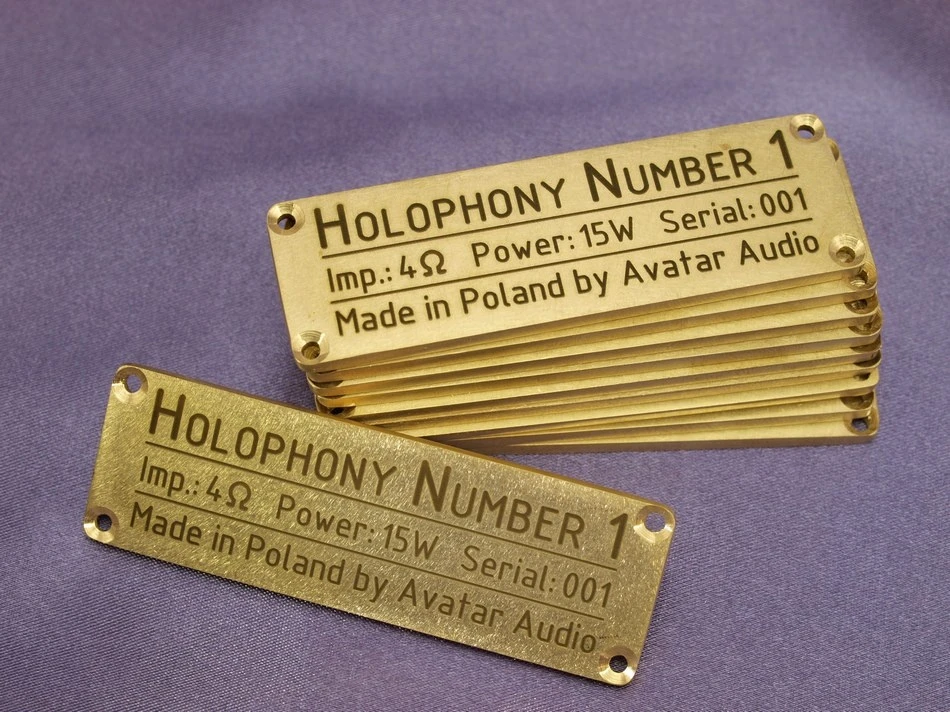 HOLOPHONY NUMBER 1
Imp.: 4Ω Power: 15W Serial: 001
Made in Poland by Avatar Audio
HOLOPHONY NUMBER 1
Imp.: 4Ω Power: 15W Serial: 001
Made in Poland by Avatar Audio